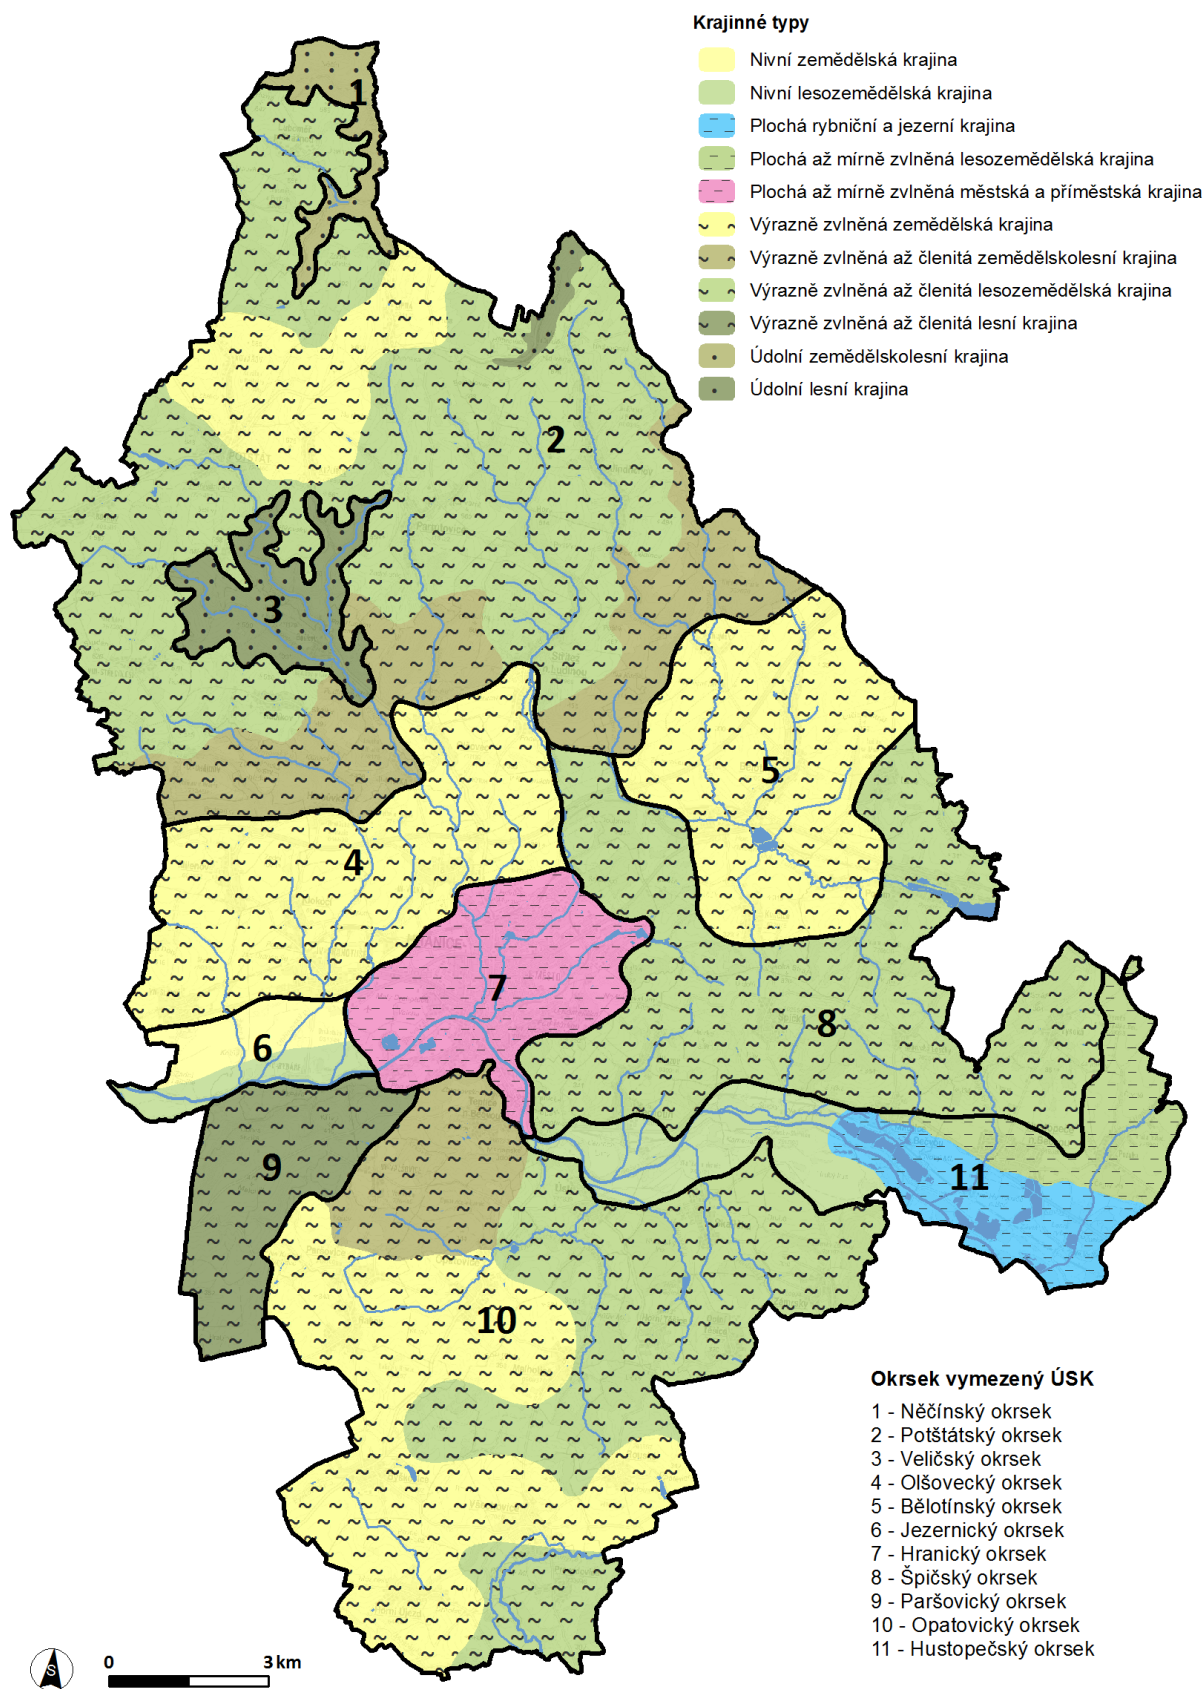 Krajinné typy
Nivní zemědělská krajina
Nivní lesozemědělská krajina
Plochá rybniční a jezerní krajina
Plochá až mírně zvlněná lesozemědělská krajina
Plochá až mírně zvlněná městská a příměstská krajina
Výrazně zvlněná zemědělská krajina
Výrazně zvlněná až členitá zemědělskolesní krajina
Výrazně zvlněná až členitá lesozemědělská krajina
Výrazně zvlněná až členitá lesní krajina
Údolní zemědělskolesní krajina
Údolní lesní krajina
1
2
3
4
5
6
7
8
9
10
11
Okrsek vymezený ÚSK
1 - Něčínský okrsek
2 - Potštátský okrsek
3 - Veličský okrsek
4 - Olšovecký okrsek
5 - Bělotínský okrsek
6 - Jezernický okrsek
7 - Hranický okrsek
8 - Špičský okrsek
9 - Paršovický okrsek
10 - Opatovický okrsek
11 - Hustopečský okrsek
S
0 3 km